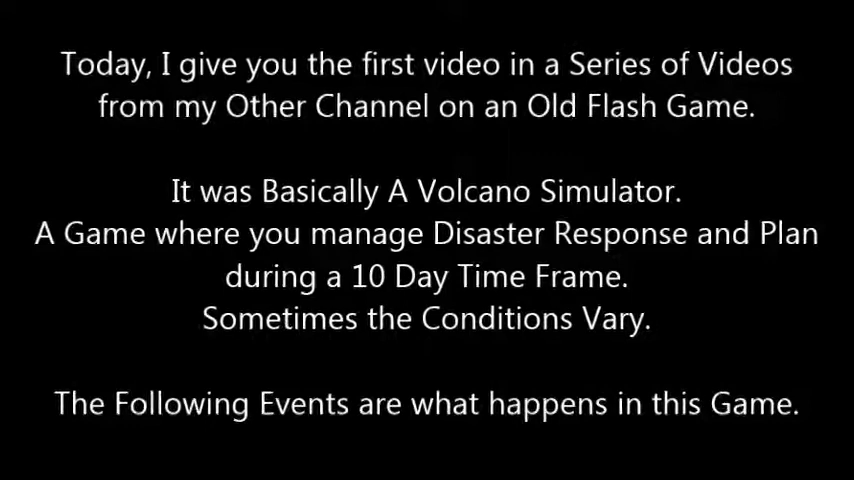 Today, I give you the first video in a Series of Videos
from my Other Channel on an Old Flash Game.
It was Basically A Volcano Simulator.
A Game where you manage Disaster Response and Plan
during a 10 Day Time Frame.
Sometimes the Conditions Vary.
The Following Events are what happens in this Game.